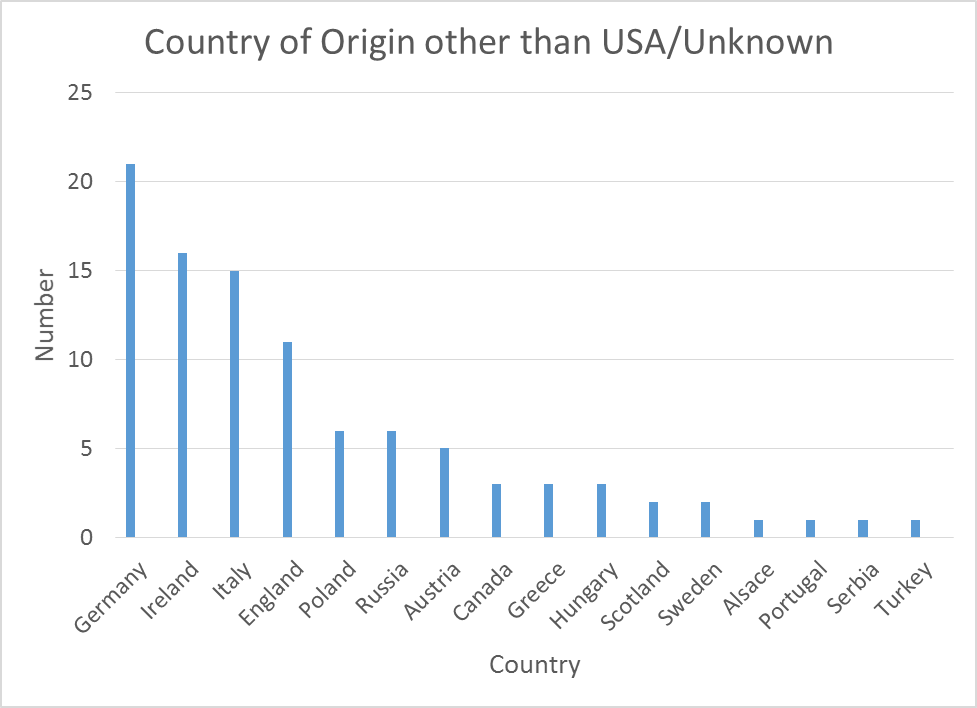 Country of Origin other than USA/Unknown
25
20
15
10
5
0
Number
Germany
Ireland
Italy
England
Poland
Russia
Austria
Canada
Greece
Hungary
Scotland
Sweden
Alsace
Portugal
Serbia
Turkey
Country